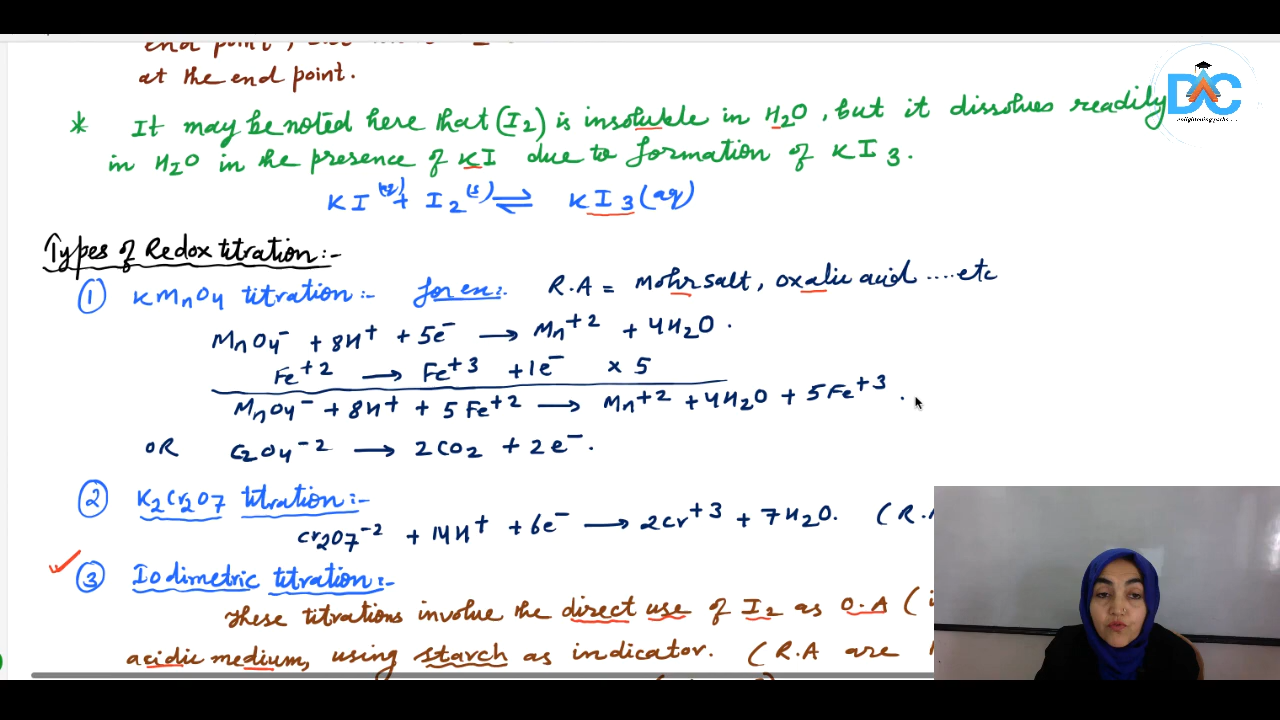 end point,
at the end point.
* It may be noted here that (I2) is insoluble in H2O, but it dissolves readily
in H2O in the presence of KI due to formation of KI3.
KI(aq) + I2(s) ⇌ KI3(aq)
Types of Redox titration:-
① KMnO4 titration:- for ex:- R.A = Mohr salt, oxalic acid ....etc
MnO4⁻ + 8H⁺ + 5e⁻ → Mn⁺² + 4H2O.
Fe⁺² → Fe⁺³ + 1e⁻ × 5
MnO4⁻ + 8H⁺ + 5Fe⁺² → Mn⁺² + 4H2O + 5Fe⁺³.
OR C2O4⁻² → 2CO2 + 2e⁻.
② K2Cr2O7 titration:-
Cr2O7⁻² + 14H⁺ + 6e⁻ → 2Cr⁺³ + 7H2O. (R.
③ Iodimetric titration:-
These titrations involve the direct use of I2 as O.A (
acidic medium, using starch as indicator. (R.A are
DAC